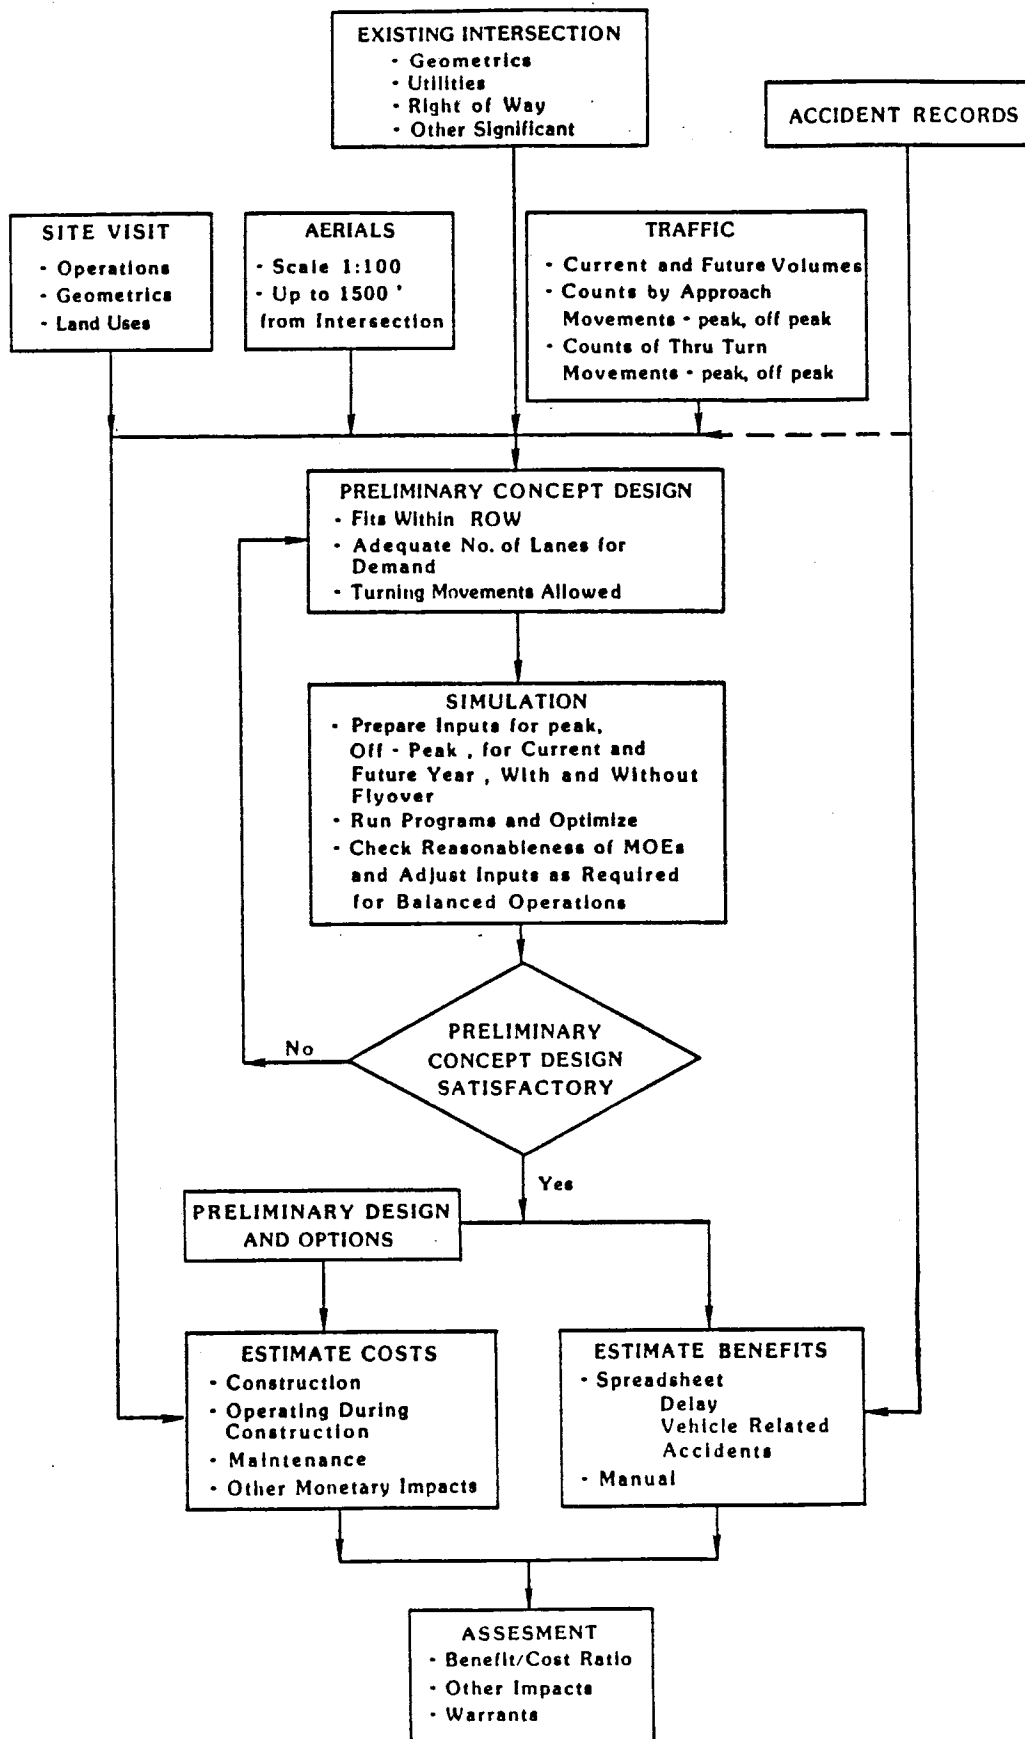 EXISTING INTERSECTION
- Geometrics
- Utilities
- Right of Way
- Other Significant
ACCIDENT RECORDS
SITE VISIT
- Operations
- Geometrics
- Land Uses
AERIALS
- Scale 1:100
- Up to 1500 '
from Intersection
TRAFFIC
- Current and Future Volumes
- Counts by Approach
Movements - peak, off peak
- Counts of Thru Turn
Movements - peak, off peak
PRELIMINARY CONCEPT DESIGN
- Fits Within ROW
- Adequate No. of Lanes for
Demand
- Turning Movements Allowed
SIMULATION
- Prepare Inputs for peak,
Off - Peak , for Current and
Future Year , With and Without
Flyover
- Run Programs and Optimize
- Check Reasonableness of MOEs
and Adjust Inputs as Required
for Balanced Operations
PRELIMINARY
CONCEPT DESIGN
SATISFACTORY
No
Yes
PRELIMINARY DESIGN
AND OPTIONS
ESTIMATE COSTS
- Construction
- Operating During
Construction
- Maintenance
- Other Monetary Impacts
ESTIMATE BENEFITS
- Spreadsheet
Delay
Vehicle Related
Accidents
- Manual
ASSESMENT
- Benefit/Cost Ratio
- Other Impacts
- Warrants